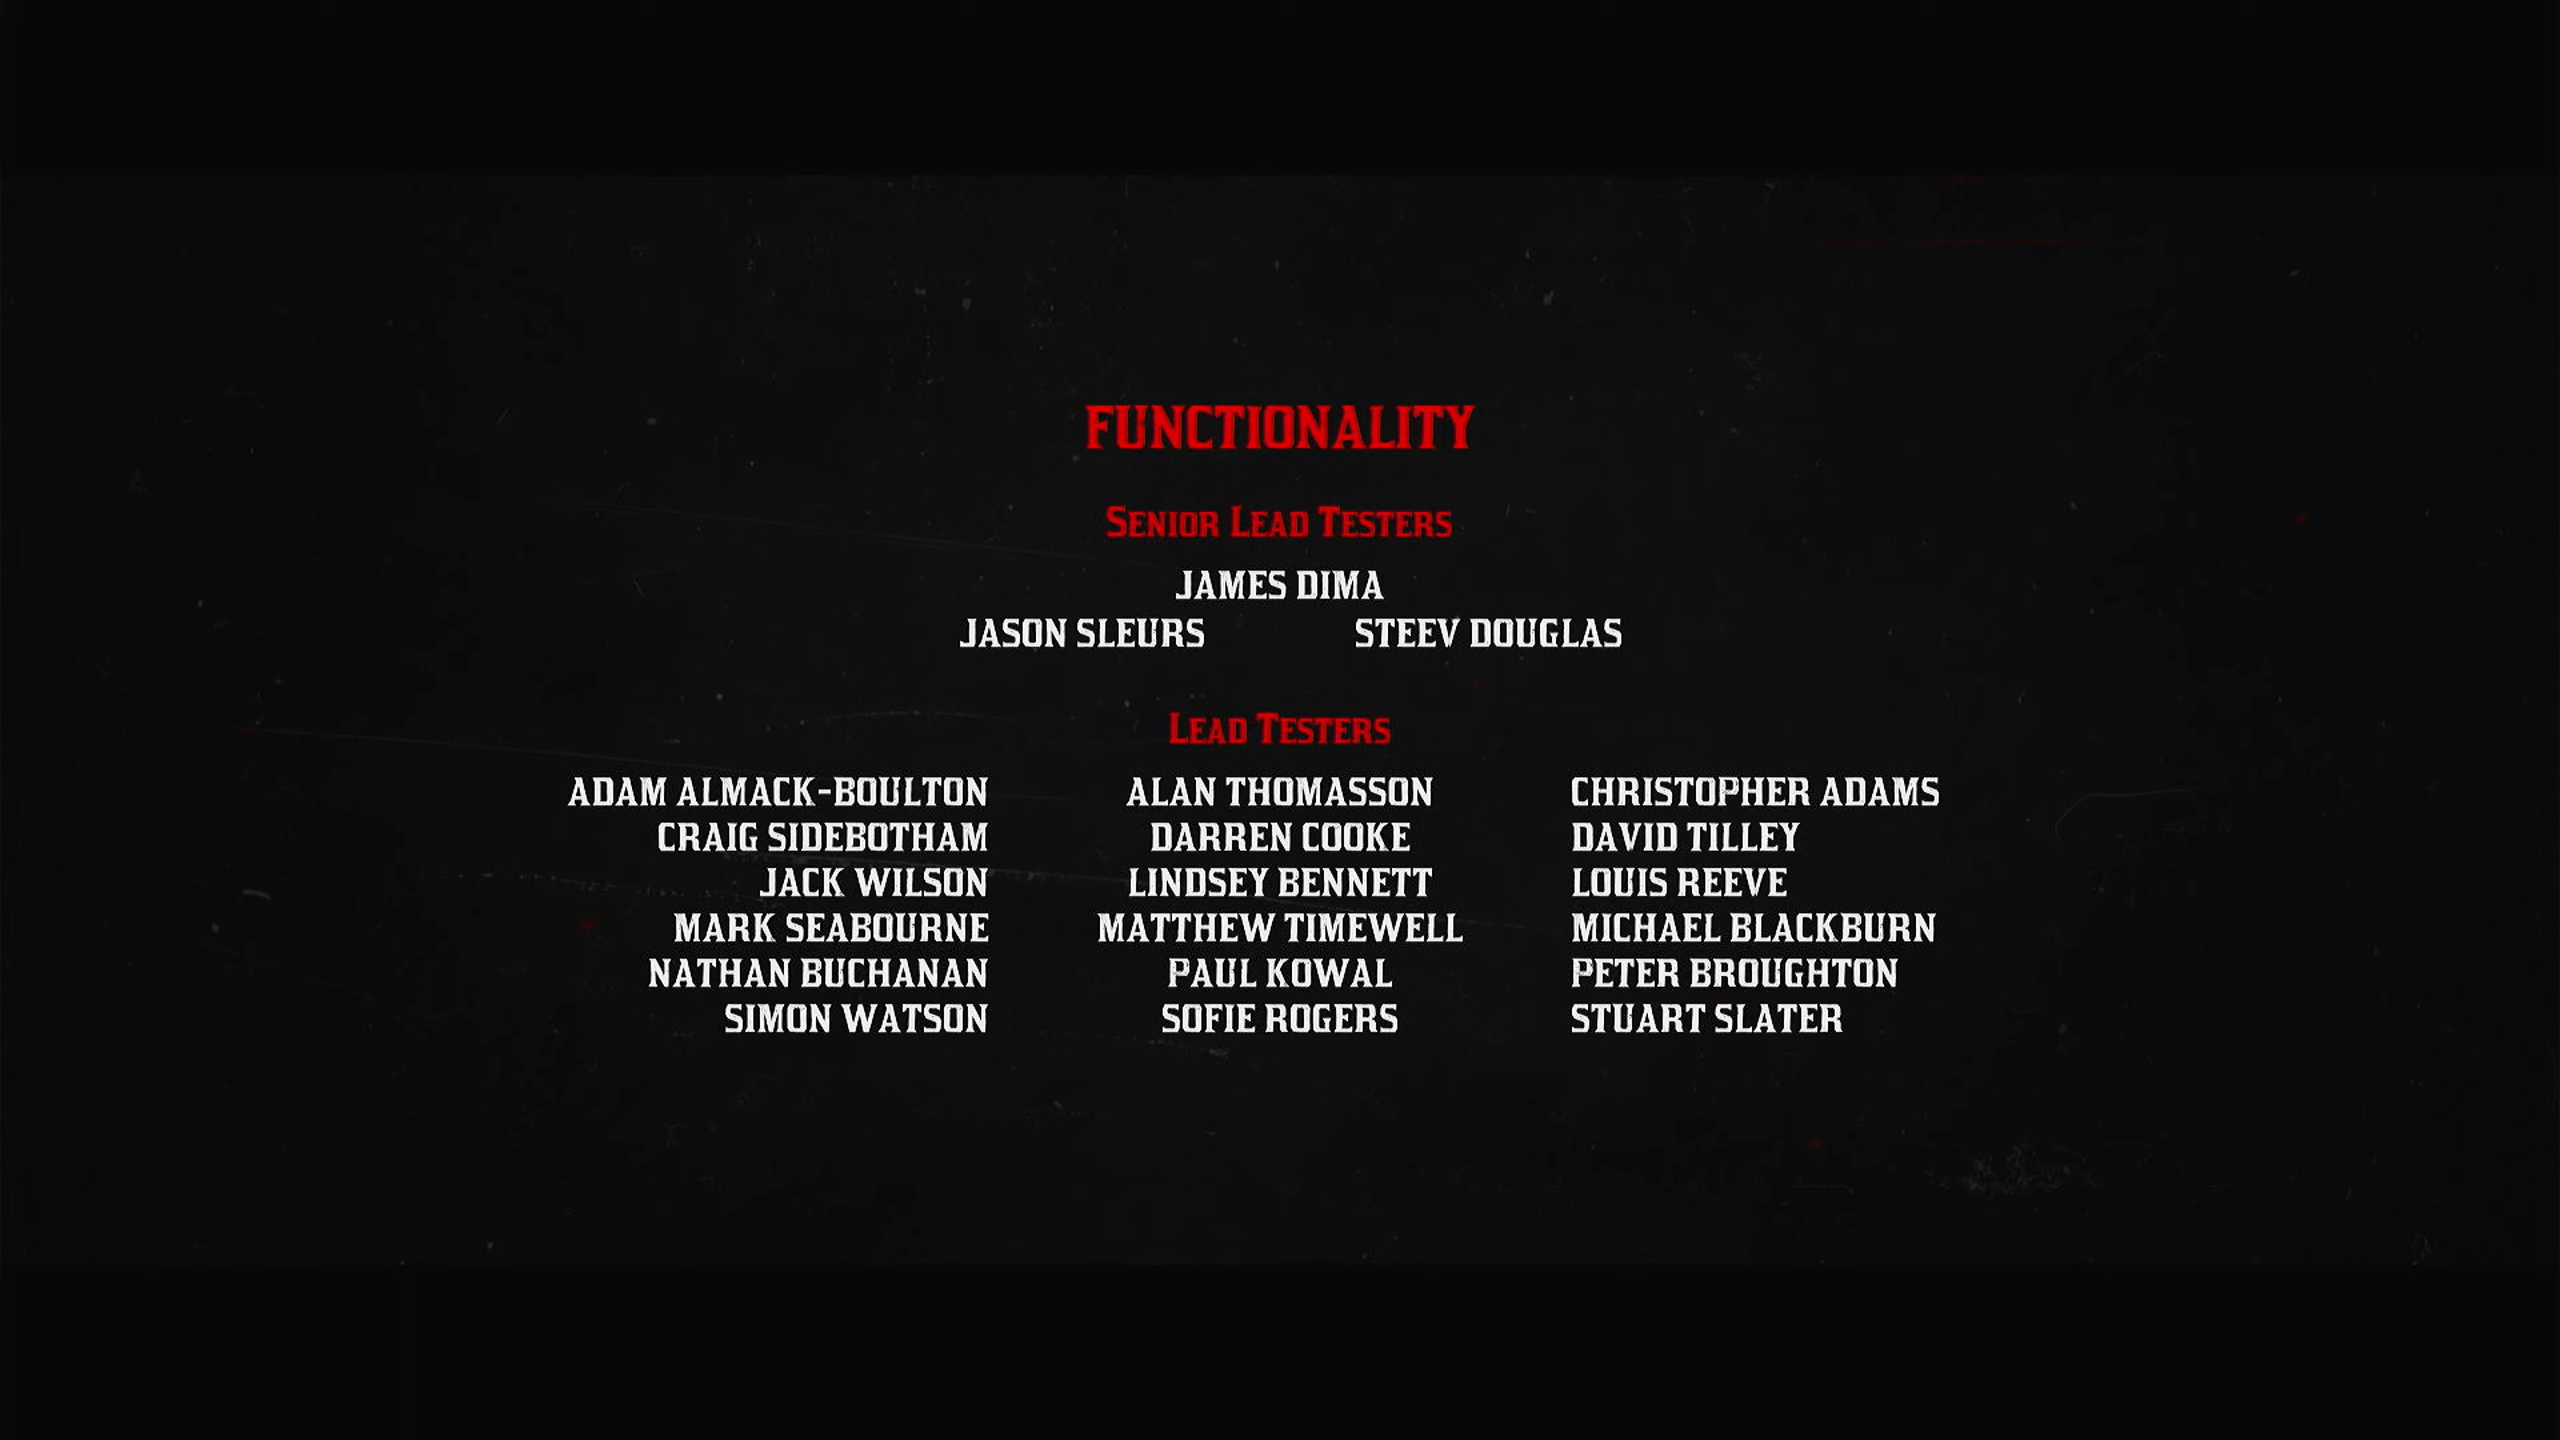 FUNCTIONALITY
SENIOR LEAD TESTERS
JAMES DIMA
JASON SLEURS STEEV DOUGLAS
LEAD TESTERS
ADAM ALMACK-BOULTON ALAN THOMASSON CHRISTOPHER ADAMS
CRAIG SIDEBOTHAM DARREN COOKE DAVID TILLEY
JACK WILSON LINDSEY BENNETT LOUIS REEVE
MARK SEABOURNE MATTHEW TIMEWELL MICHAEL BLACKBURN
NATHAN BUCHANAN PAUL KOWAL PETER BROUGHTON
SIMON WATSON SOFIE ROGERS STUART SLATER